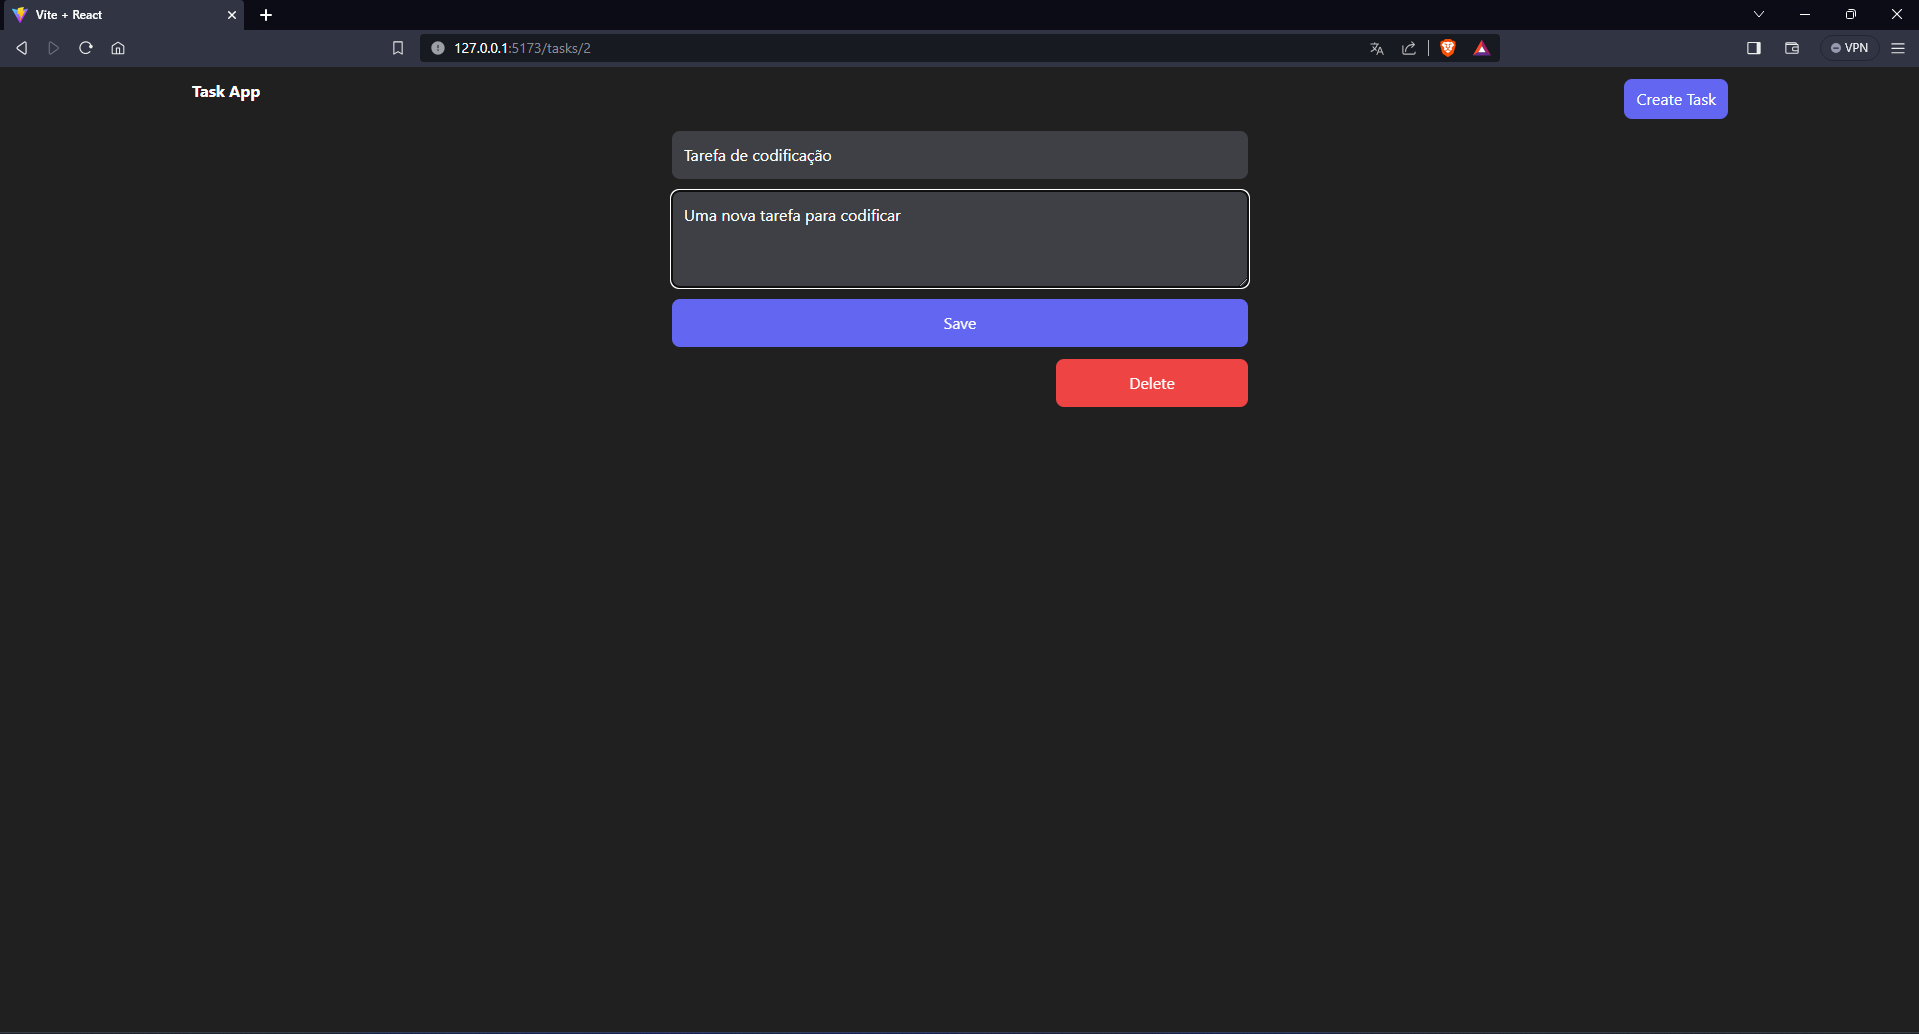 Vite + React
127.0.0.1:5173/tasks/2
VPN
Task App
Create Task
Tarefa de codificação
Uma nova tarefa para codificar
Save
Delete